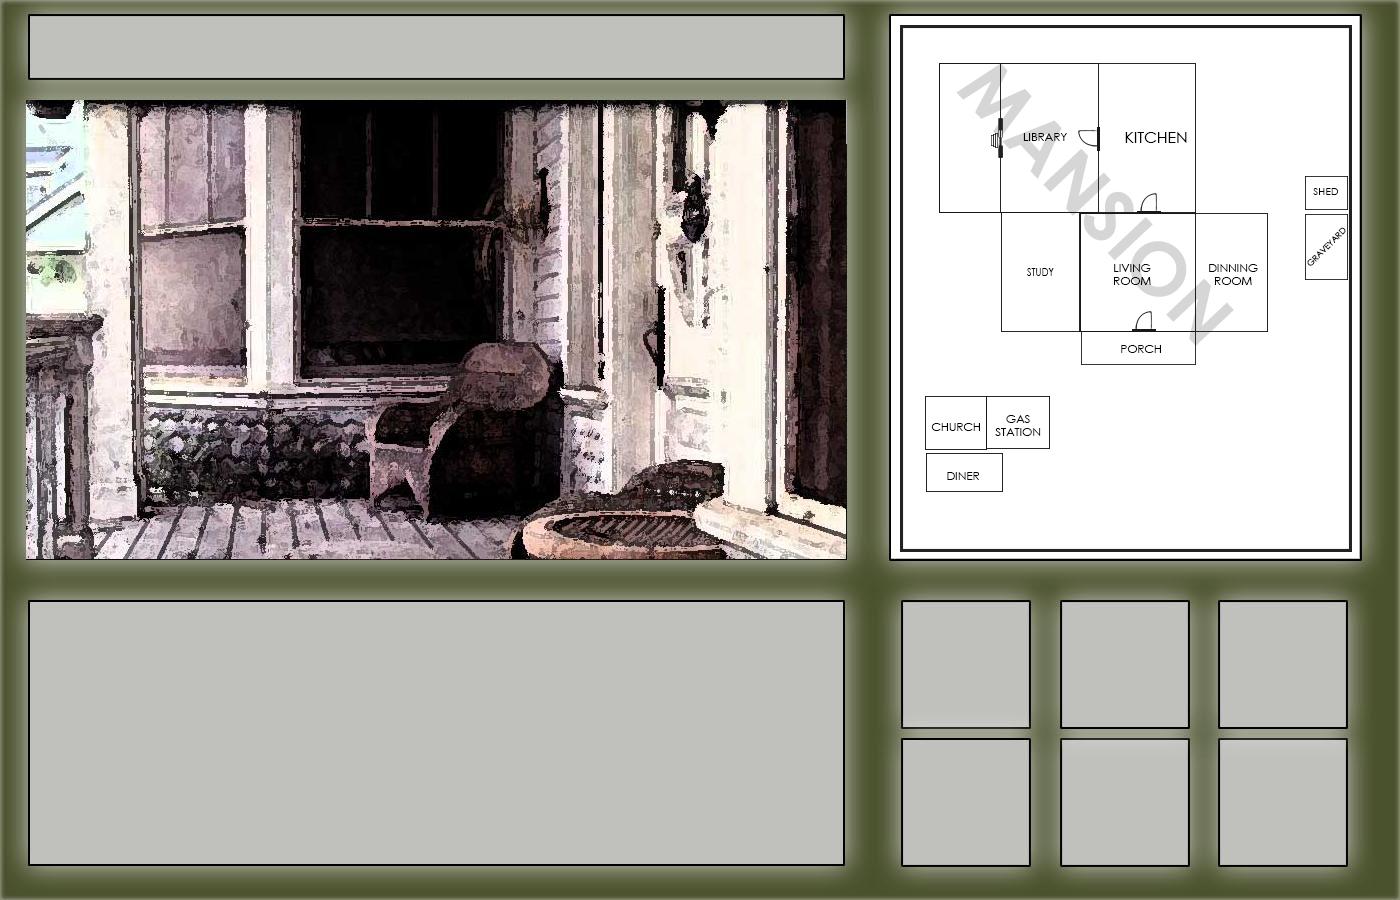 MANSION
LIBRARY
KITCHEN
SHED
GRAVEYARD
STUDY
LIVING
ROOM
DINNING
ROOM
PORCH
CHURCH
GAS
STATION
DINER